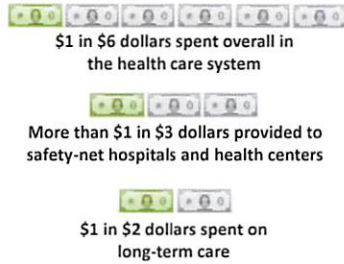 $1 in $6 dollars spent overall in
the health care system
More than $1 in $3 dollars provided to
safety-net hospitals and health centers
$1 in $2 dollars spent on
long-term care